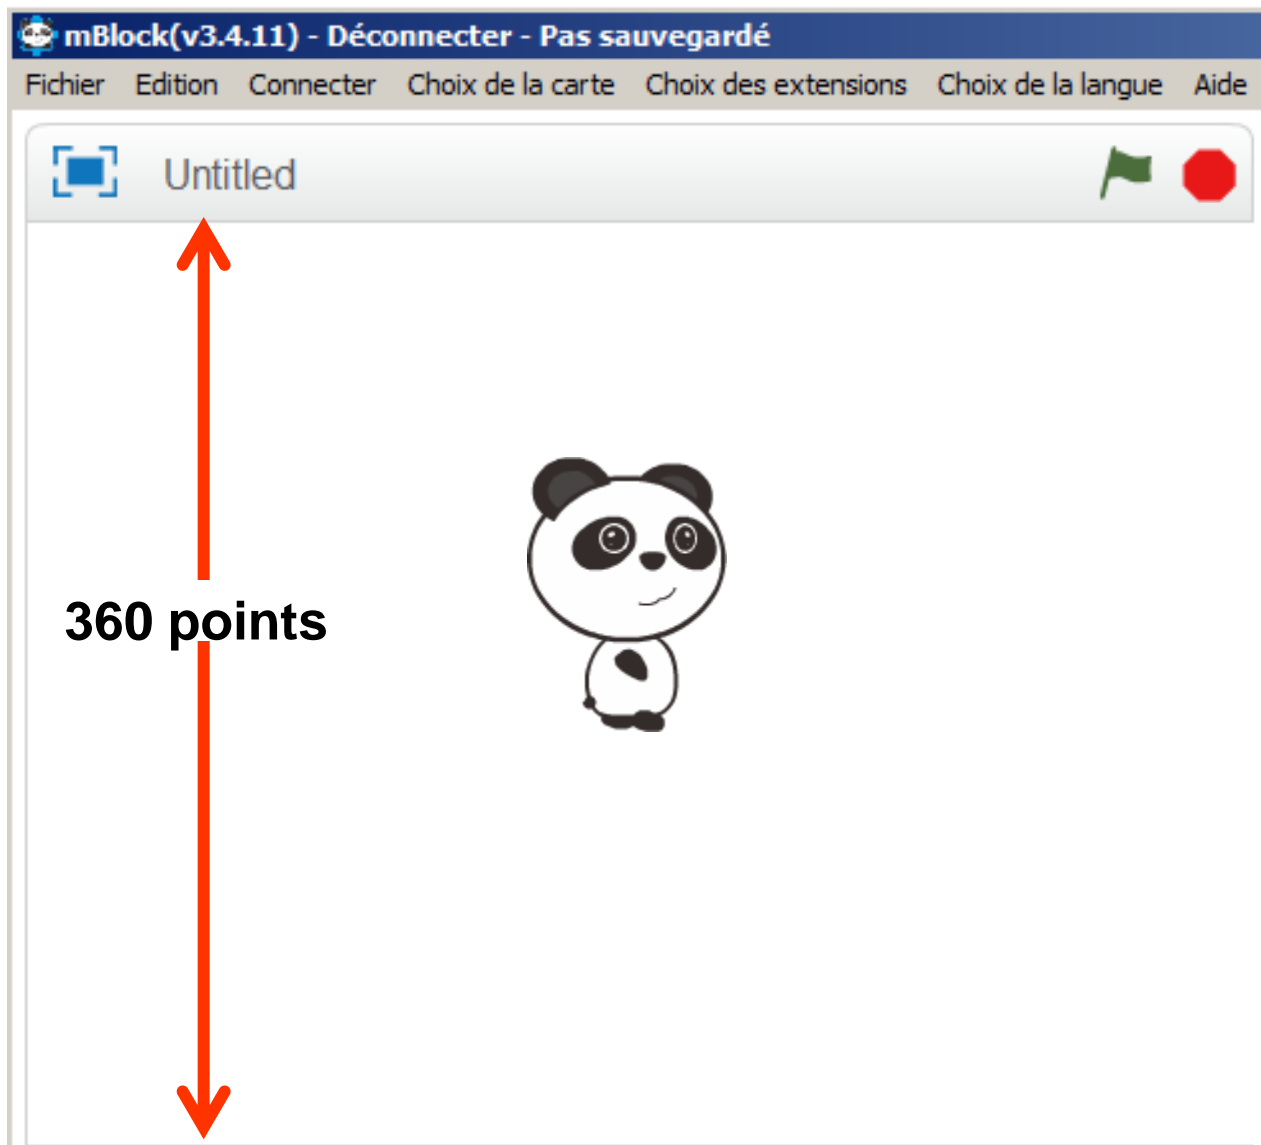 mBlock(v3.4.11) - Déconnecter - Pas sauvegardé
Fichier Edition Connecter Choix de la carte Choix des extensions Choix de la langue Aide
Untitled
360 points